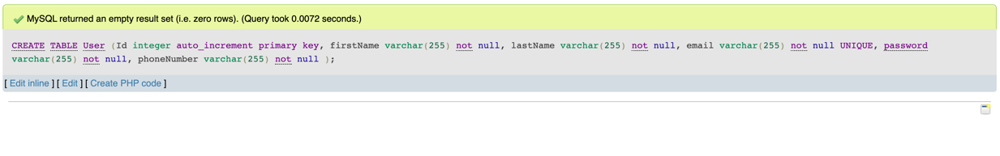 MySQL returned an empty result set (i.e. zero rows). (Query took 0.0072 seconds.)
CREATE TABLE User (Id integer auto_increment primary key, firstName varchar(255) not null, lastName varchar(255) not null, email varchar(255) not null UNIQUE, password
varchar(255) not null, phoneNumber varchar(255) not null );
[ Edit inline ] [ Edit ] [ Create PHP code ]